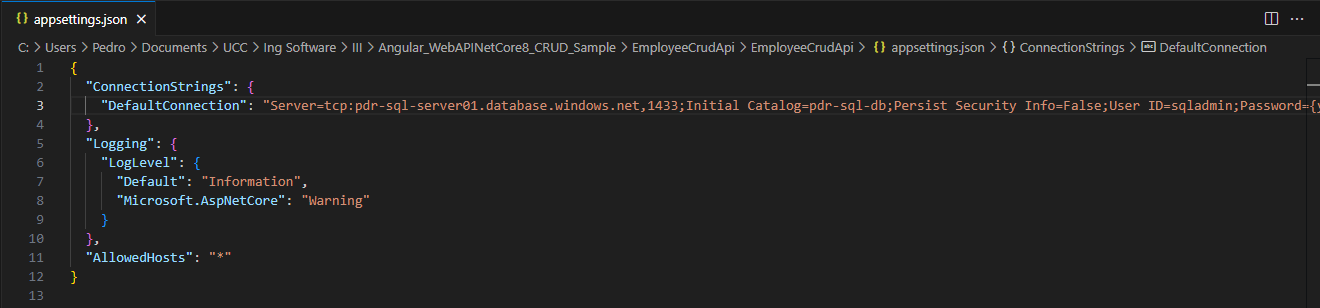 {} appsettings.json ×
C: > Users > Pedro > Documents > UCC > Ing Software > III > Angular_WebAPINetCore8_CRUD_Sample > EmployeeCrudApi > EmployeeCrudApi > {} appsettings.json > {} ConnectionStrings > abc DefaultConnection
1 {
2 "ConnectionStrings": {
3 "DefaultConnection": "Server=tcp:pdr-sql-server01.database.windows.net,1433;Initial Catalog=pdr-sql-db;Persist Security Info=False;User ID=sqladmin;Password={y
4 },
5 "Logging": {
6 "LogLevel": {
7 "Default": "Information",
8 "Microsoft.AspNetCore": "Warning"
9 }
10 },
11 "AllowedHosts": "*"
12 }
13